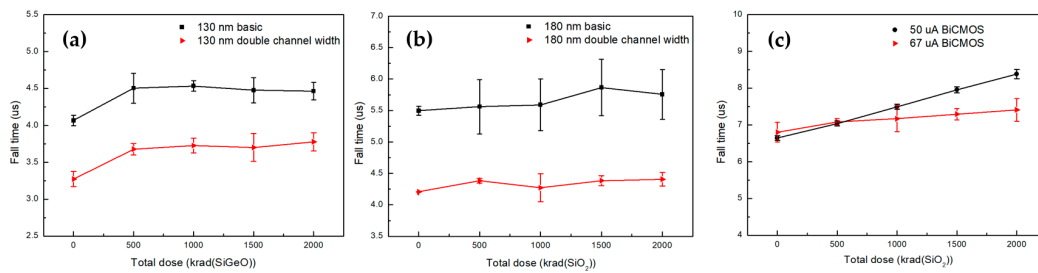 (a)
130 nm basic
130 nm double channel width
Fall time (us)
5.0
4.5
4.0
3.5
3.0
2.5
0
500
1000
1500
2000
Total dose (krad(SiGeO))
(b)
180 nm basic
180 nm double channel width
Fall time (us)
7.0
6.5
6.0
5.5
5.0
4.5
4.0
3.5
0
500
1000
1500
2000
Total dose (krad(SiO₂))
(c)
50 uA BiCMOS
67 uA BiCMOS
Fall time (us)
10
9
8
7
6
5
4
0
500
1000
1500
2000
Total dose (krad(SiO₂))